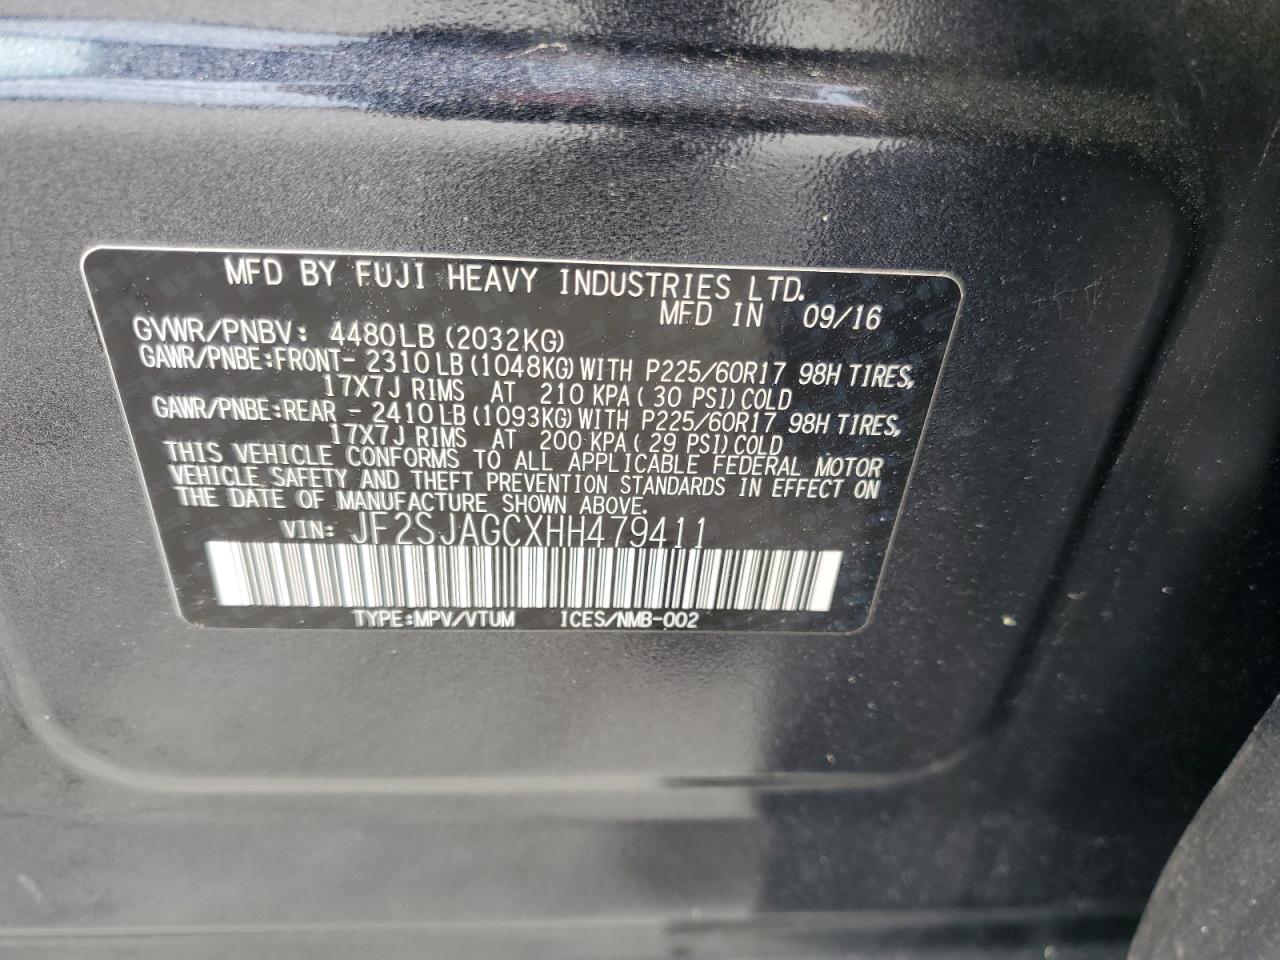 MFD BY FUJI HEAVY INDUSTRIES LTD.
MFD IN 09/16
GVWR/PNBV: 4480LB (2032KG)
GAWR/PNBE:FRONT- 2310LB (1048KG) WITH P225/60R17 98H TIRES,
17X7J RIMS AT 210 KPA ( 30 PSI) COLD
GAWR/PNBE:REAR - 2410LB (1093KG) WITH P225/60R17 98H TIRES,
17X7J RIMS AT 200 KPA ( 29 PSI) COLD
THIS VEHICLE CONFORMS TO ALL APPLICABLE FEDERAL MOTOR
VEHICLE SAFETY AND THEFT PREVENTION STANDARDS IN EFFECT ON
THE DATE OF MANUFACTURE SHOWN ABOVE.
VIN: JF2SJAGCXHH479411
TYPE:MPV/VTUM ICES/NMB-002